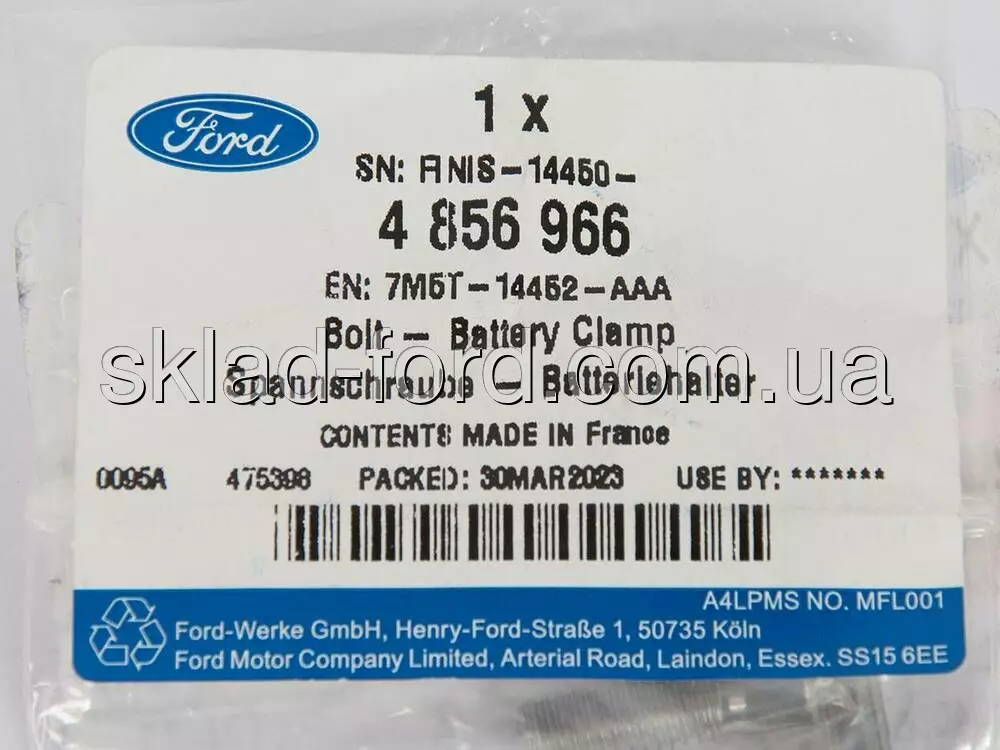 Ford
1 x
SN: FINIS-14450-
4 856 966
EN: 7M5T-14452-AAA
Bolt - Battery Clamp
sklad-ford.com.ua
Spannschraube - Batteriehalter
CONTENTS MADE IN France
0095A 475398 PACKED: 30MAR2023 USE BY: *******
A4LPMS NO. MFL001
Ford-Werke GmbH, Henry-Ford-Straße 1, 50735 Köln
Ford Motor Company Limited, Arterial Road, Laindon, Essex. SS15 6EE